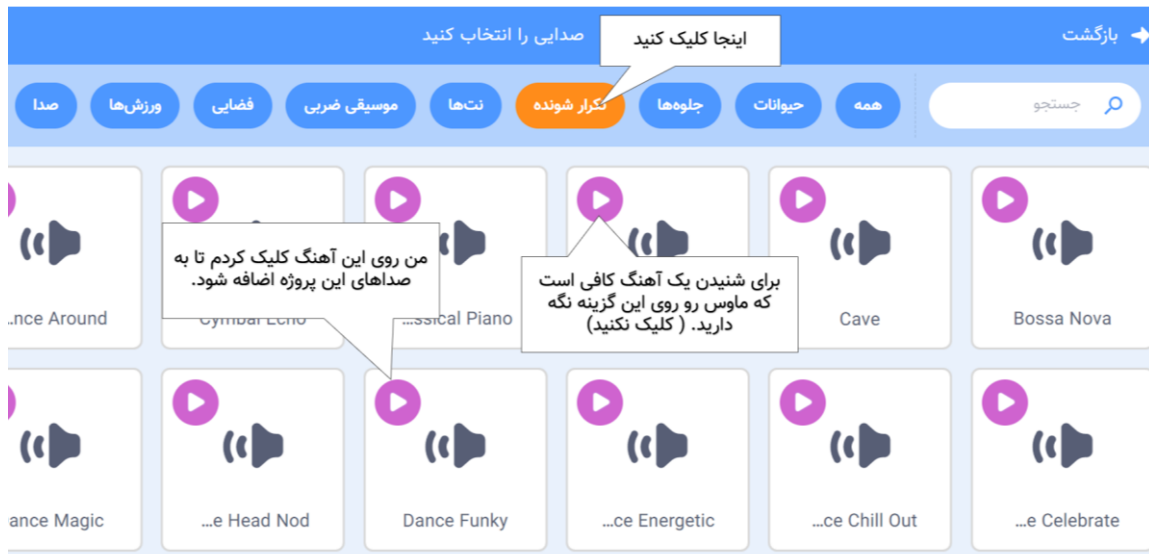 بازگشت
صدایی را انتخاب کنید
اینجا کلیک کنید
جستجو
همه
حیوانات
جلوه‌ها
تکرار شونده
نت‌ها
موسیقی ضربی
فضایی
ورزش‌ها
صدا
برای شنیدن یک آهنگ کافی است
که ماوس رو روی این گزینه نگه
دارید. ( کلیک نکنید)
من روی این آهنگ کلیک کردم تا به
صداهای این پروژه اضافه شود.
Bossa Nova
Cave
...ssical Piano
Cymbal Echo
...nce Around
...e Celebrate
...ce Chill Out
...ce Energetic
Dance Funky
...e Head Nod
ance Magic